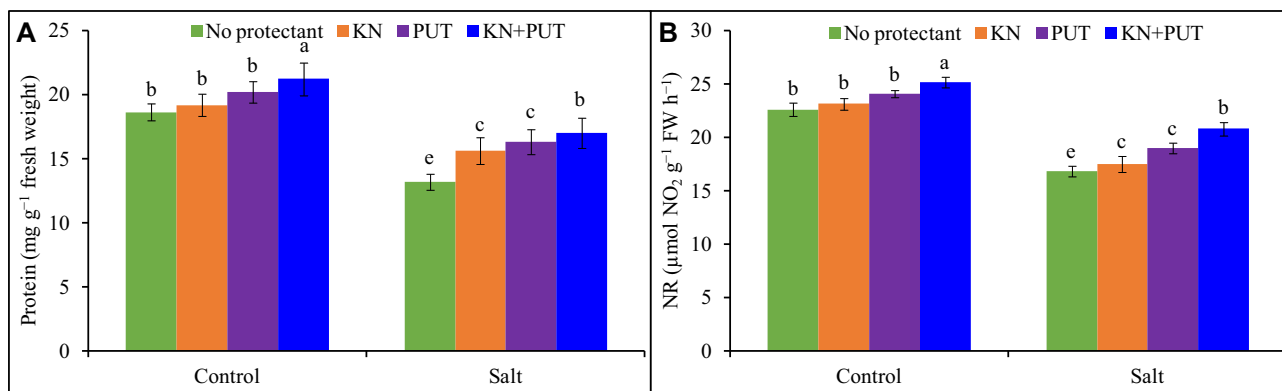 A
No protectant KN PUT KN+PUT
Protein (mg g⁻¹ fresh weight)
25
20
15
10
5
0
b b b a
e c c b
Control Salt
B
No protectant KN PUT KN+PUT
NR (µmol NO₂ g⁻¹ FW h⁻¹)
30
25
20
15
10
5
0
b b b a
e c c b
Control Salt